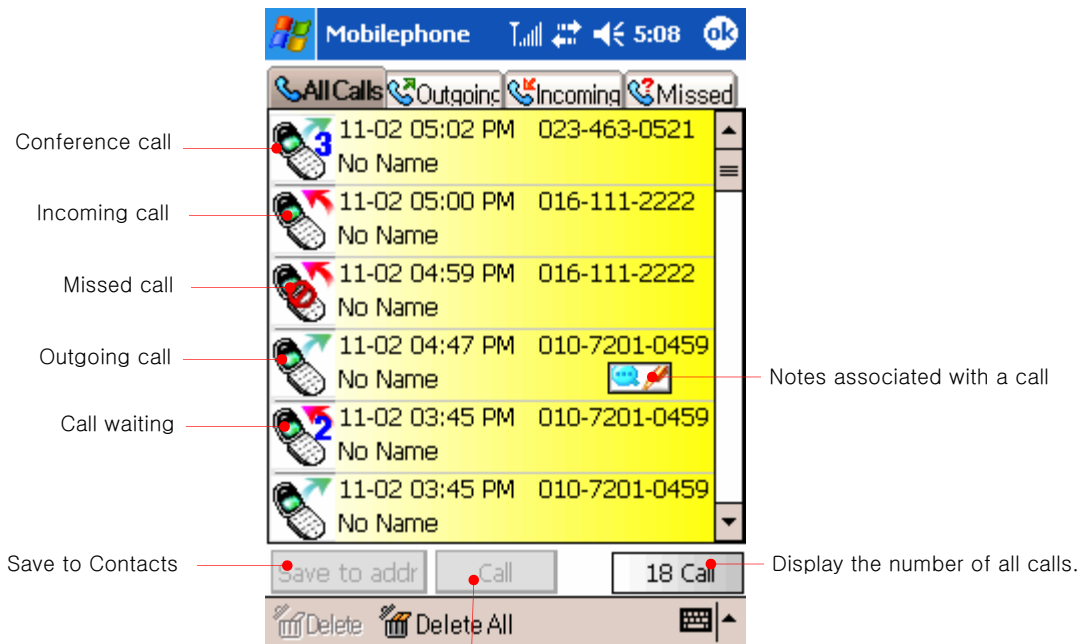 Mobilephone 5:08 ok
All Calls Outgoing Incoming Missed
Conference call
3 11-02 05:02 PM 023-463-0521
No Name
Incoming call
11-02 05:00 PM 016-111-2222
No Name
Missed call
11-02 04:59 PM 016-111-2222
No Name
Outgoing call
11-02 04:47 PM 010-7201-0459
No Name
Notes associated with a call
Call waiting
2 11-02 03:45 PM 010-7201-0459
No Name
11-02 03:45 PM 010-7201-0459
No Name
Save to Contacts
Save to addr Call 18 Call
Display the number of all calls.
Delete Delete All